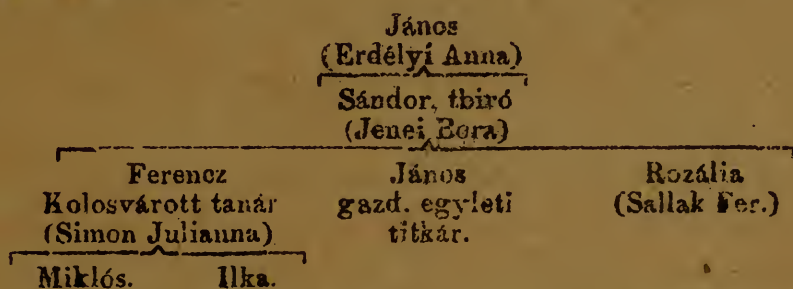 János
(Erdélyi Anna)
Sándor, tbiró
(Jenei Bora)
Ferencz János Rozália
Kolosvárott tanár gazd. egyleti (Sallak Fer.)
(Simon Julianna) titkár.
Miklós. Ilka.